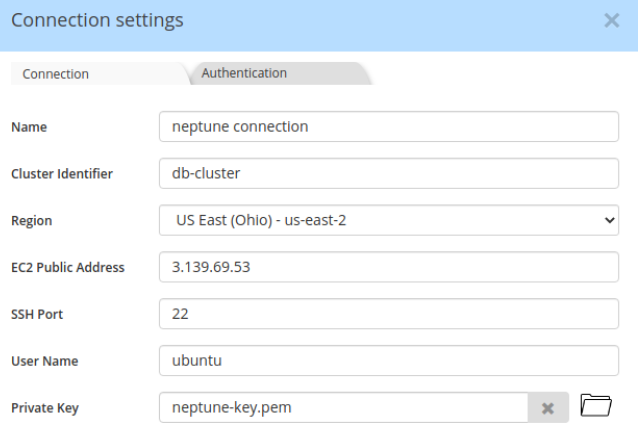 Connection settings
Connection Authentication
Name neptune connection
Cluster Identifier db-cluster
Region US East (Ohio) - us-east-2
EC2 Public Address 3.139.69.53
SSH Port 22
User Name ubuntu
Private Key neptune-key.pem